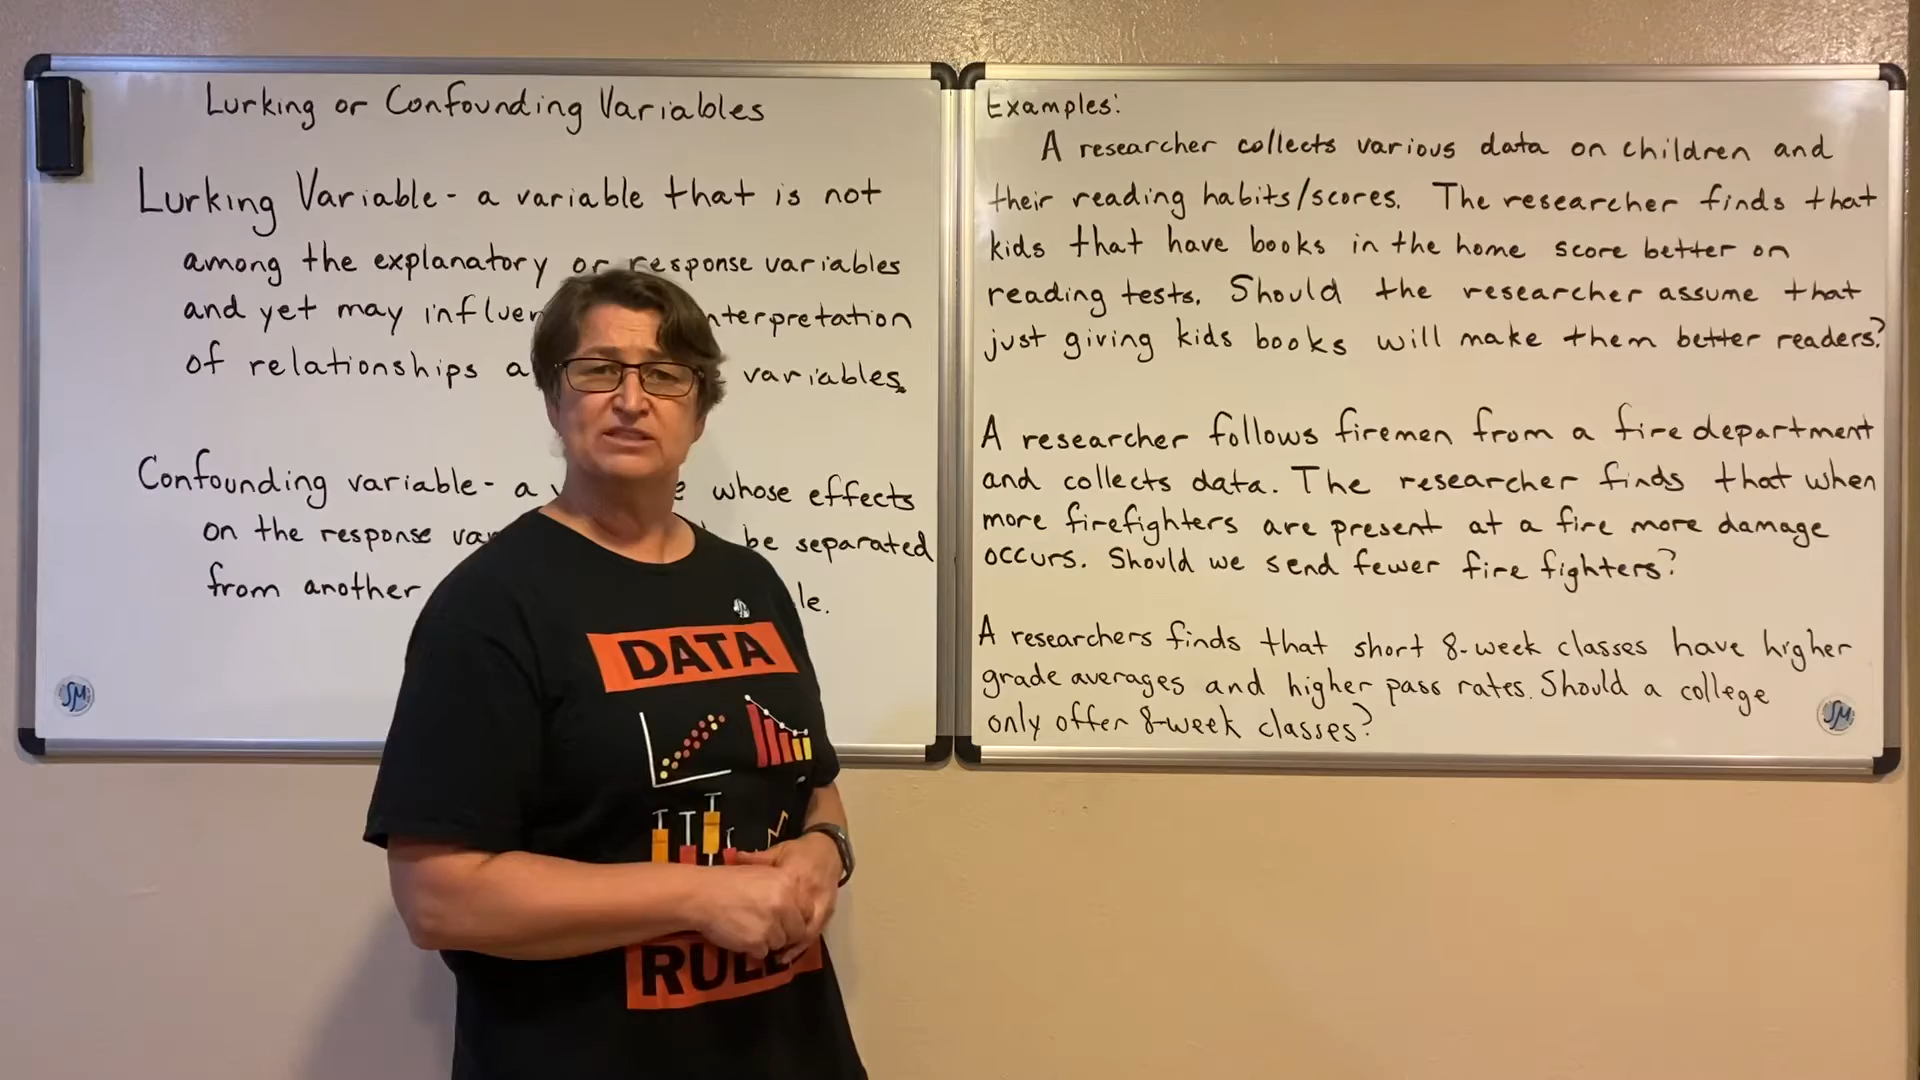 Lurking or Confounding Variables
Lurking Variable - a variable that is not
among the explanatory or response variables
and yet may influen nterpretation
of relationships a variables.
Confounding variable - a v e whose effects
on the response var be separated
from another le.
SM
Examples:
A researcher collects various data on children and
their reading habits/scores. The researcher finds that
kids that have books in the home score better on
reading tests. Should the researcher assume that
just giving kids books will make them better readers?
A researcher follows firemen from a fire department
and collects data. The researcher finds that when
more firefighters are present at a fire more damage
occurs. Should we send fewer fire fighters?
A researchers finds that short 8-week classes have higher
grade averages and higher pass rates. Should a college
only offer 8-week classes?
SM
DATA
RULE